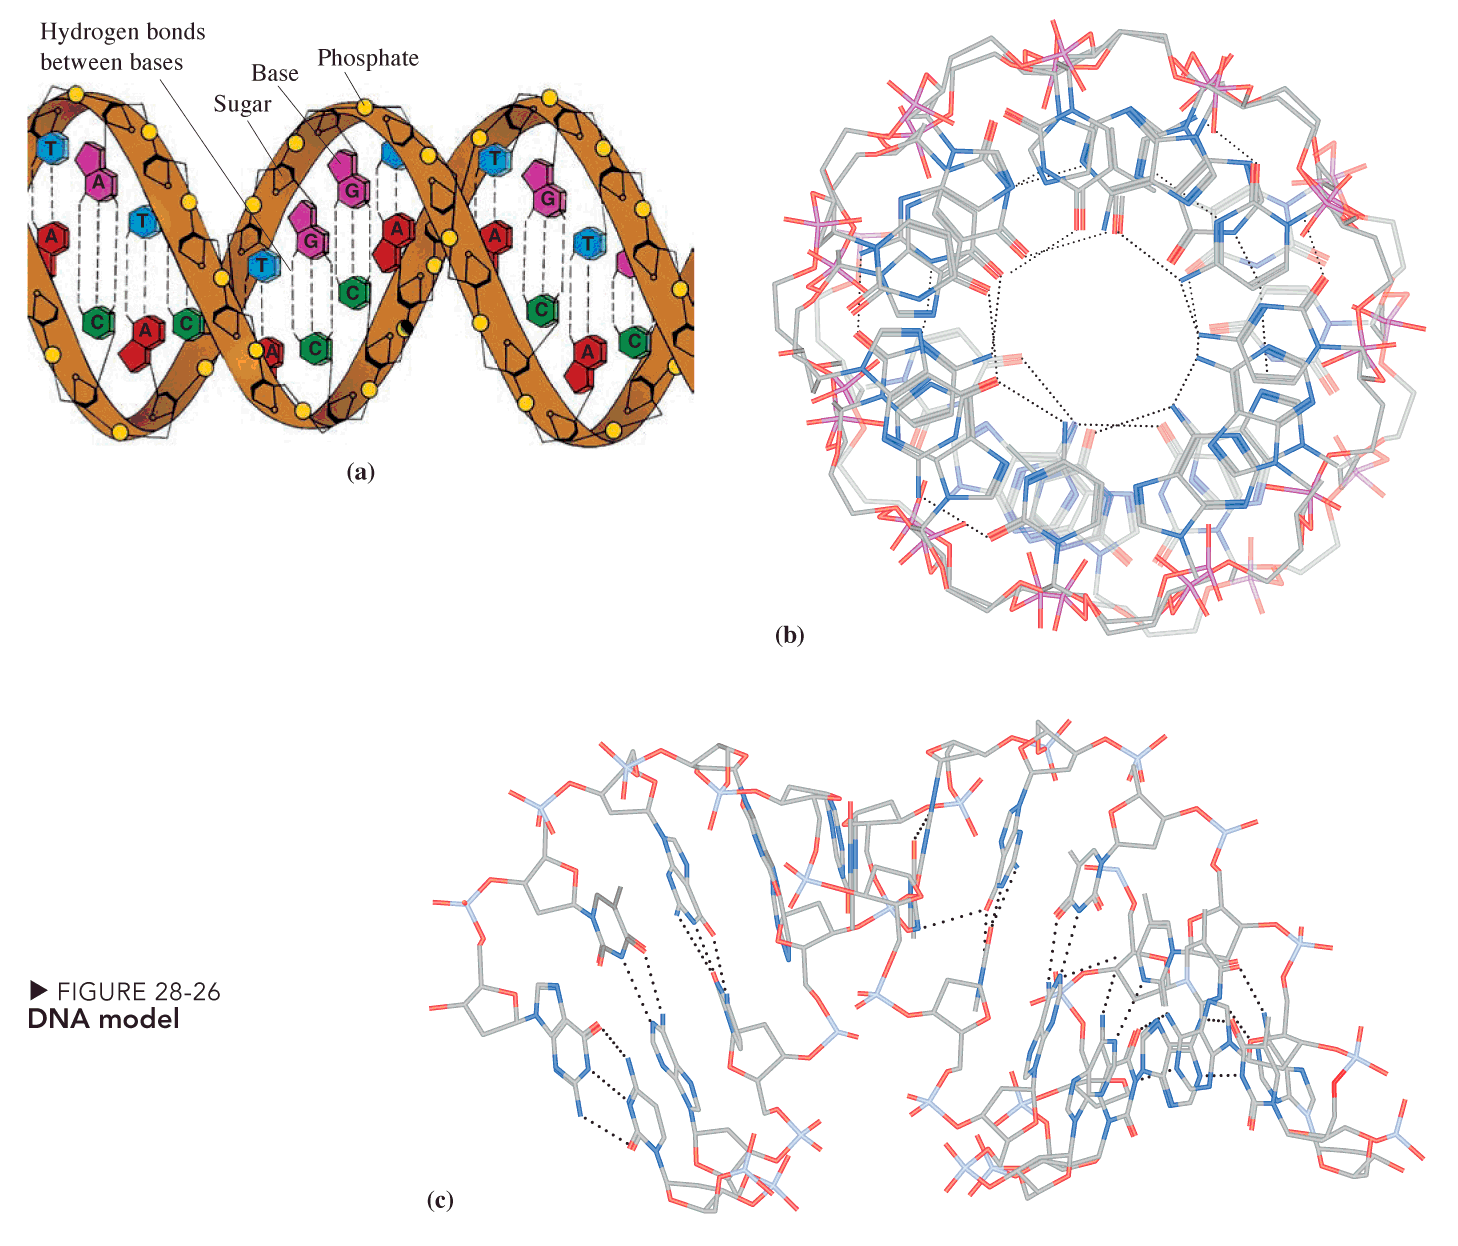 Hydrogen bonds
between bases
Phosphate
Base
Sugar
T
A
A
T
C
A
C
T
A
G
G
C
C
A
T
G
A
T
C
A
C
(a)
(b)
(c)
▶ FIGURE 28-26
DNA model